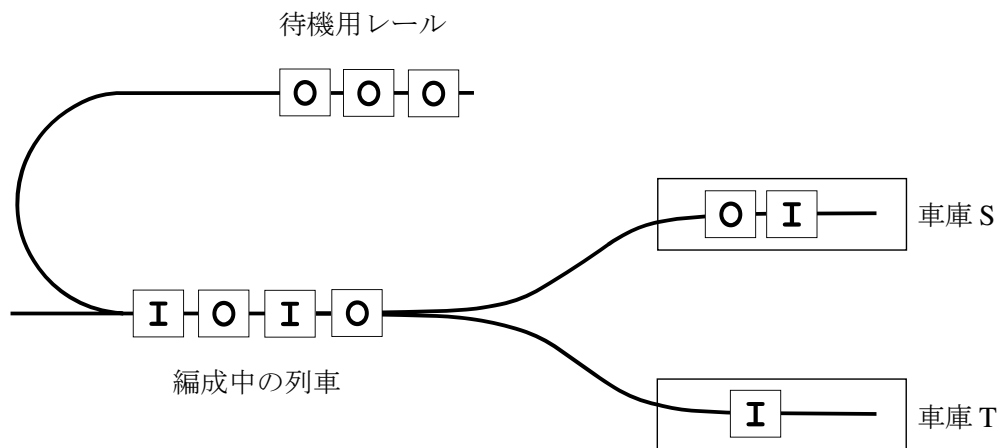 待機用レール
O O O
O I
車庫 S
I O I O
編成中の列車
I
車庫 T